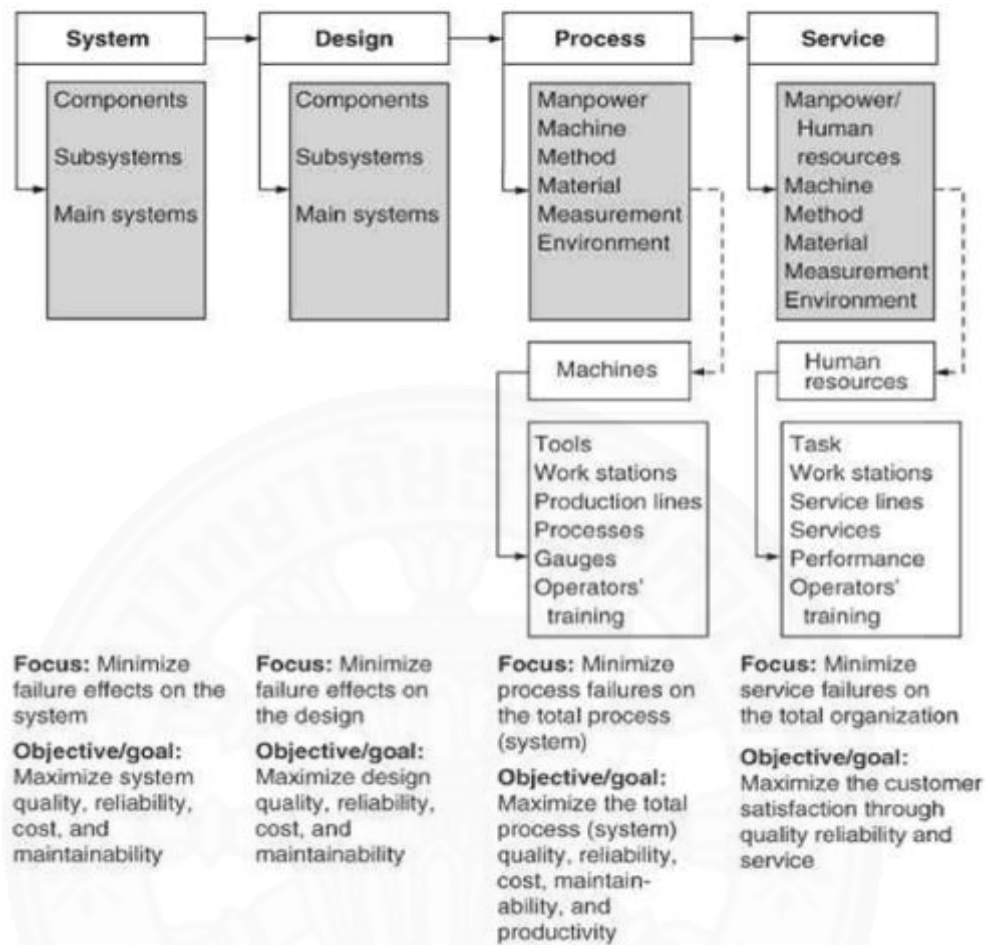 System
Design
Process
Service
Components
Subsystems
Main systems
Components
Subsystems
Main systems
Manpower
Machine
Method
Material
Measurement
Environment
Manpower/
Human
resources
Machine
Method
Material
Measurement
Environment
Machines
Human
resources
Tools
Work stations
Production lines
Processes
Gauges
Operators'
training
Task
Work stations
Service lines
Services
Performance
Operators'
training
Focus: Minimize
failure effects on the
system
Objective/goal:
Maximize system
quality, reliability,
cost, and
maintainability
Focus: Minimize
failure effects on
the design
Objective/goal:
Maximize design
quality, reliability,
cost, and
maintainability
Focus: Minimize
process failures on
the total process
(system)
Objective/goal:
Maximize the total
process (system)
quality, reliability,
cost, maintain-
ability, and
productivity
Focus: Minimize
service failures on
the total organization
Objective/goal:
Maximize the customer
satisfaction through
quality reliability and
service